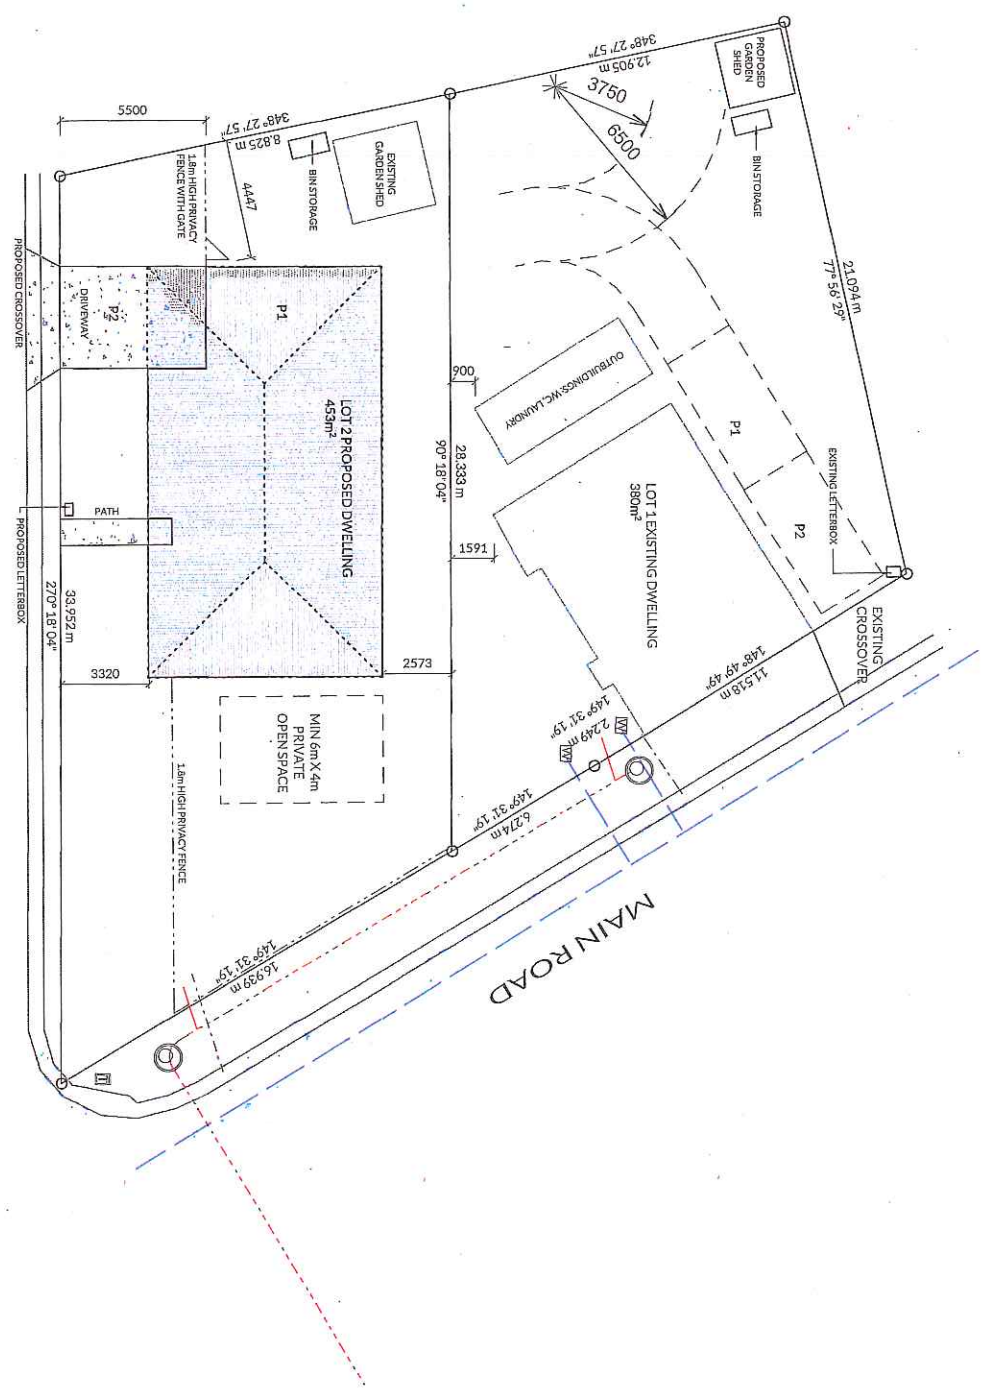 348° 27' 57"
12.905 m
PROPOSED
GARDEN
SHED
3750
6500
BIN STORAGE
5500
348° 27' 57"
8.825 m
1.8m HIGH PRIVACY
FENCE WITH GATE
4447
BIN STORAGE
EXISTING
GARDEN SHED
21.094 m
77° 56' 29"
PROPOSED CROSSOVER
DRIVEWAY
P2
P1
900
OUTBUILDINGS: WC, LAUNDRY
P1
EXISTING LETTERBOX
LOT 2 PROPOSED DWELLING
453m²
28.333 m
90° 18' 04"
LOT 1 EXISTING DWELLING
380m²
P2
PATH
1591
PROPOSED LETTERBOX
33.952 m
270° 18' 04"
3320
2573
EXISTING
CROSSOVER
148° 49' 49"
11.518 m
149° 31' 19"
2.249 m
W
W
MIN 6m X 4m
PRIVATE
OPEN SPACE
149° 31' 19"
6.274 m
1.8m HIGH PRIVACY FENCE
149° 31' 19"
16.939 m
MAIN ROAD
T